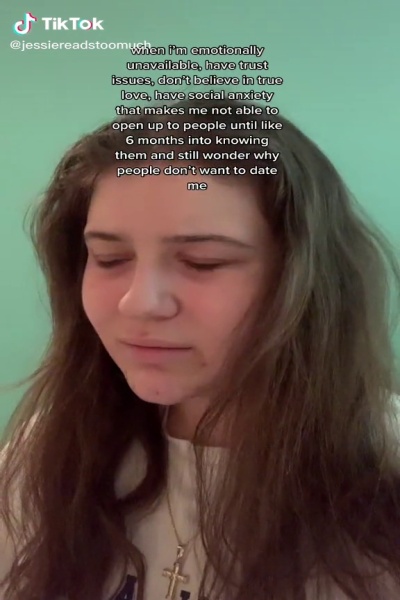 TikTok
@jessiereadstoomuch
when i'm emotionally
unavailable, have trust
issues, don't believe in true
love, have social anxiety
that makes me not able to
open up to people until like
6 months into knowing
them and still wonder why
people don't want to date
me